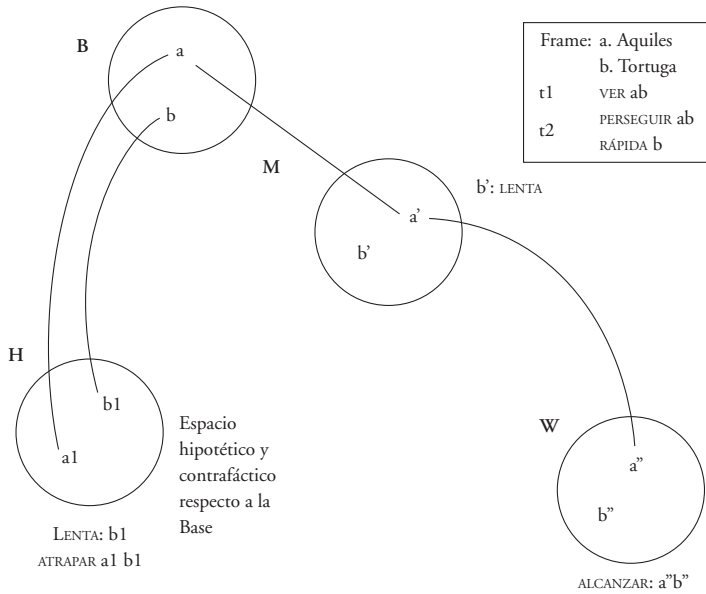 B
a
b
Frame: a. Aquiles
b. Tortuga
t1 VER ab
t2 PERSEGUIR ab
RÁPIDA b
M
b': LENTA
a'
b'
H
b1
a1
Espacio
hipotético y
contrafáctico
respecto a la
Base
LENTA: b1
ATRAPAR a1 b1
W
a”
b”
ALCANZAR: a”b”